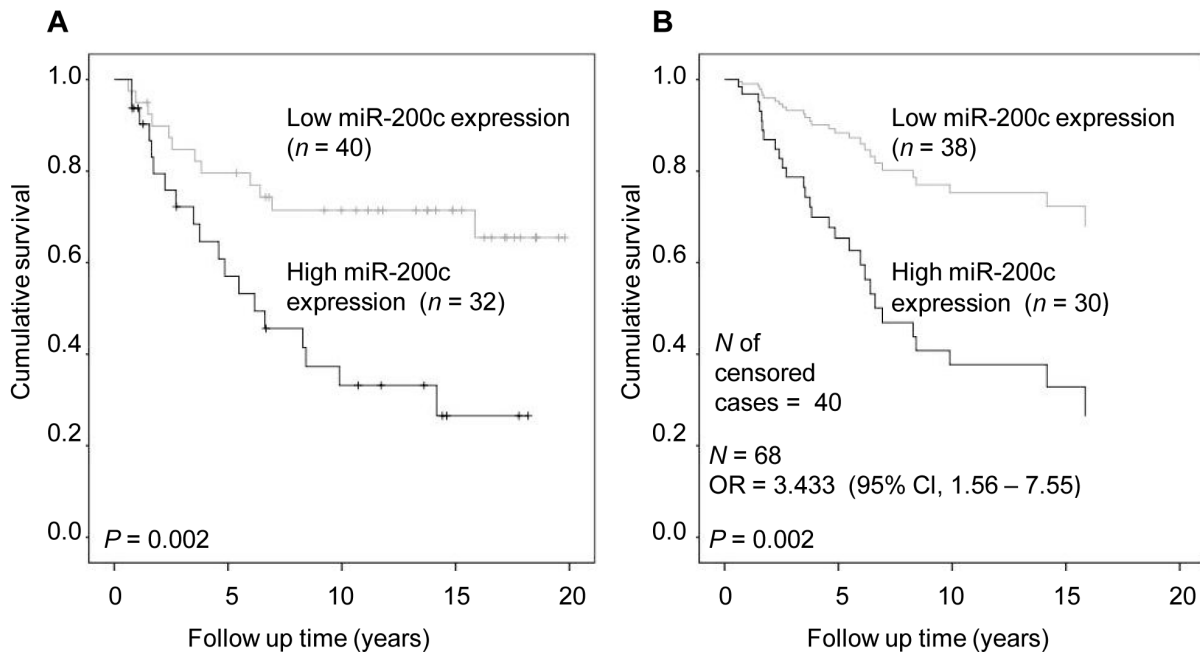 A
Cumulative survival
1.0
0.8
0.6
0.4
0.2
0.0
Low miR-200c expression
(n = 40)
High miR-200c
expression (n = 32)
P = 0.002
0 5 10 15 20
Follow up time (years)
B
Cumulative survival
1.0
0.8
0.6
0.4
0.2
0.0
Low miR-200c expression
(n = 38)
High miR-200c
expression (n = 30)
N of
censored
cases = 40
N = 68
OR = 3.433 (95% CI, 1.56 – 7.55)
P = 0.002
0 5 10 15 20
Follow up time (years)